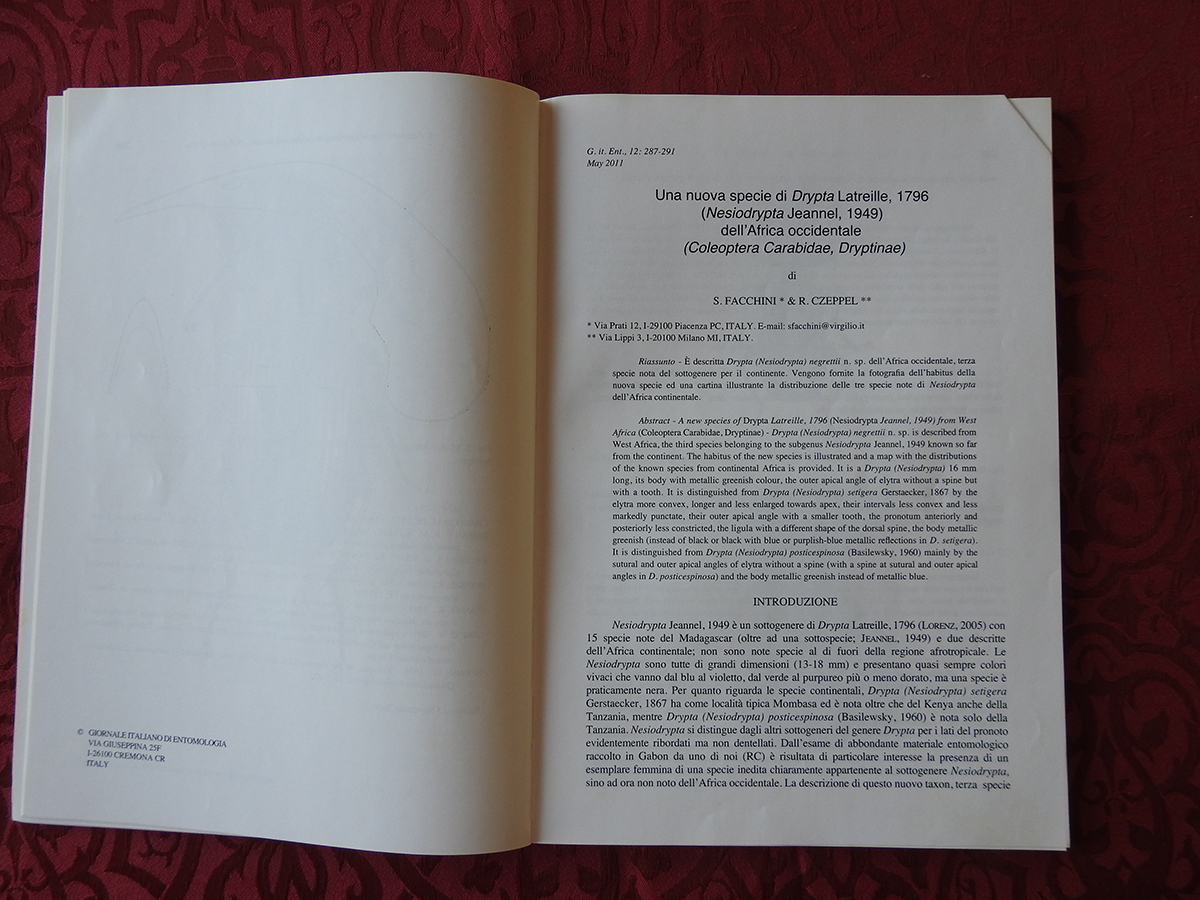 © GIORNALE ITALIANO DI ENTOMOLOGIA
VIA GIUSEPPINA 25F
I-26100 CREMONA CR
ITALY
G. it. Ent., 12: 287-291
May 2011
Una nuova specie di Drypta Latreille, 1796
(Nesiodrypta Jeannel, 1949)
dell'Africa occidentale
(Coleoptera Carabidae, Dryptinae)
di
S. FACCHINI * & R. CZEPPEL **
* Via Prati 12, I-29100 Piacenza PC, ITALY. E-mail: sfacchini@virgilio.it
** Via Lippi 3, I-20100 Milano MI, ITALY.
Riassunto - È descritta Drypta (Nesiodrypta) negrettii n. sp. dell'Africa occidentale, terza
specie nota del sottogenere per il continente. Vengono fornite la fotografia dell'habitus della
nuova specie ed una cartina illustrante la distribuzione delle tre specie note di Nesiodrypta
dell'Africa continentale.
Abstract - A new species of Drypta Latreille, 1796 (Nesiodrypta Jeannel, 1949) from West
Africa (Coleoptera Carabidae, Dryptinae) - Drypta (Nesiodrypta) negrettii n. sp. is described from
West Africa, the third species belonging to the subgenus Nesiodrypta Jeannel, 1949 known so far
from the continent. The habitus of the new species is illustrated and a map with the distributions
of the known species from continental Africa is provided. It is a Drypta (Nesiodrypta) 16 mm
long, its body with metallic greenish colour, the outer apical angle of elytra without a spine but
with a tooth. It is distinguished from Drypta (Nesiodrypta) setigera Gerstaecker, 1867 by the
elytra more convex, longer and less enlarged towards apex, their intervals less convex and less
markedly punctate, their outer apical angle with a smaller tooth, the pronotum anteriorly and
posteriorly less constricted, the ligula with a different shape of the dorsal spine, the body metallic
greenish (instead of black or black with blue or purplish-blue metallic reflections in D. setigera).
It is distinguished from Drypta (Nesiodrypta) posticespinosa (Basilewsky, 1960) mainly by the
sutural and outer apical angles of elytra without a spine (with a spine at sutural and outer apical
angles in D. posticespinosa) and the body metallic greenish instead of metallic blue.
INTRODUZIONE
Nesiodrypta Jeannel, 1949 è un sottogenere di Drypta Latreille, 1796 (LORENZ, 2005) con
15 specie note del Madagascar (oltre ad una sottospecie; JEANNEL, 1949) e due descritte
dell'Africa continentale; non sono note specie al di fuori della regione afrotropicale. Le
Nesiodrypta sono tutte di grandi dimensioni (13-18 mm) e presentano quasi sempre colori
vivaci che vanno dal blu al violetto, dal verde al purpureo più o meno dorato, ma una specie è
praticamente nera. Per quanto riguarda le specie continentali, Drypta (Nesiodrypta) setigera
Gerstaecker, 1867 ha come località tipica Mombasa ed è nota oltre che del Kenya anche della
Tanzania, mentre Drypta (Nesiodrypta) posticespinosa (Basilewsky, 1960) è nota solo della
Tanzania. Nesiodrypta si distingue dagli altri sottogeneri del genere Drypta per i lati del pronoto
evidentemente ribordati ma non dentellati. Dall'esame di abbondante materiale entomologico
raccolto in Gabon da uno di noi (RC) è risultata di particolare interesse la presenza di un
esemplare femmina di una specie inedita chiaramente appartenente al sottogenere Nesiodrypta,
sino ad ora non noto dell'Africa occidentale. La descrizione di questo nuovo taxon, terza specie